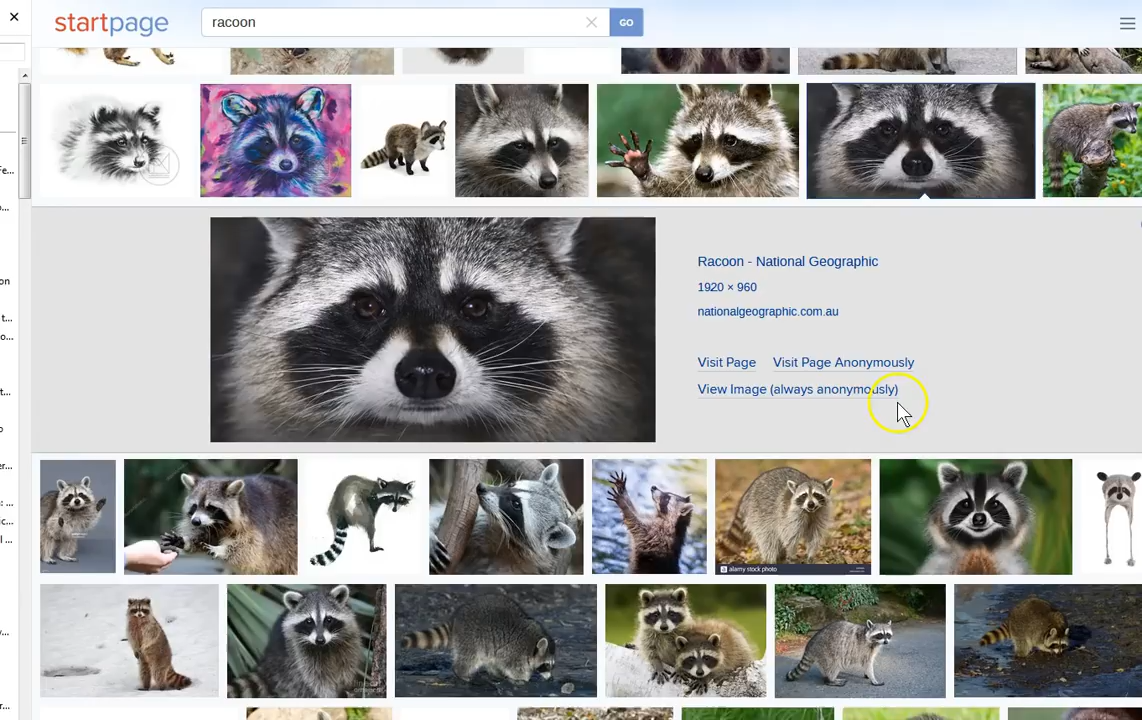 startpage
racoon
GO
Racoon - National Geographic
1920 × 960
nationalgeographic.com.au
Visit Page Visit Page Anonymously
View Image (always anonymously)
alamy stock photo